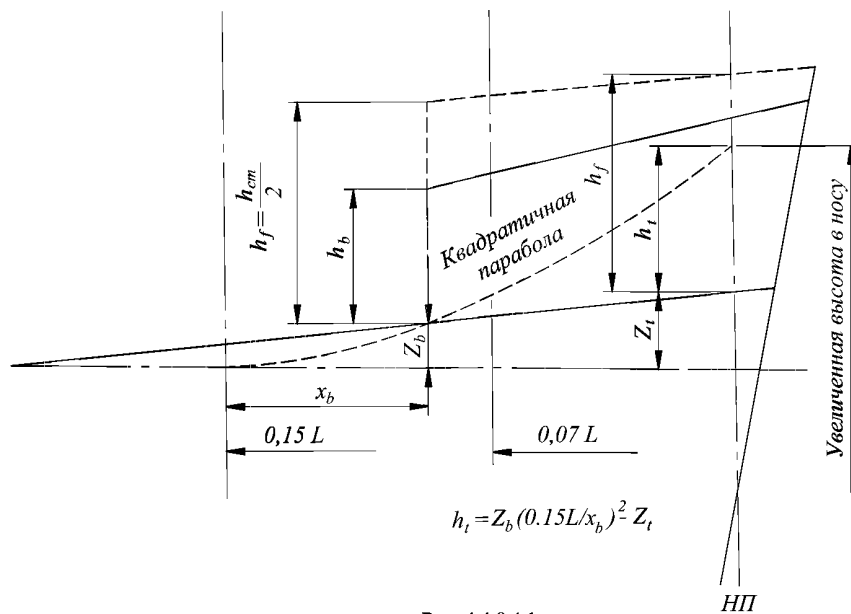 h_f = h_ст / 2
h_b
Квадратичная
парабола
h_f
h_t
Z_b
Z_t
Увеличенная высота в носу
x_b
0,15 L
0,07 L
h_t = Z_b (0.15L/x_b)² - Z_t
НП